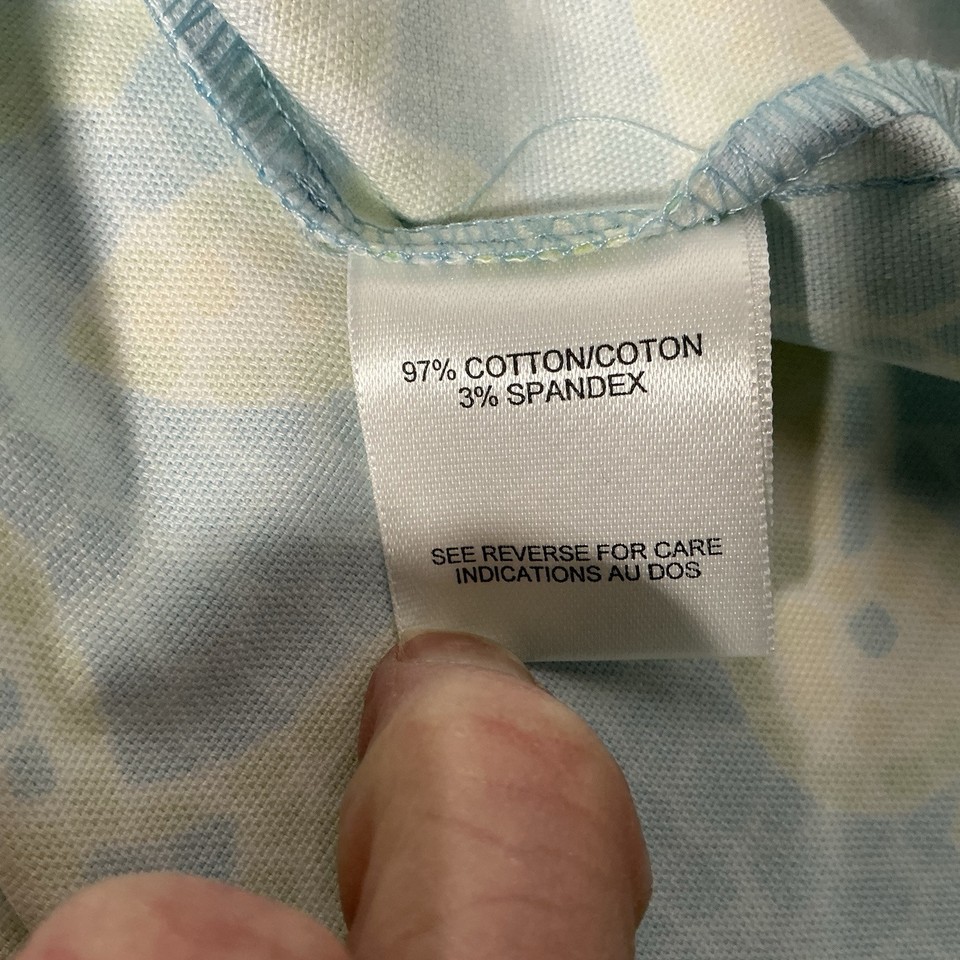 97% COTTON/COTON
3% SPANDEX
SEE REVERSE FOR CARE
INDICATIONS AU DOS